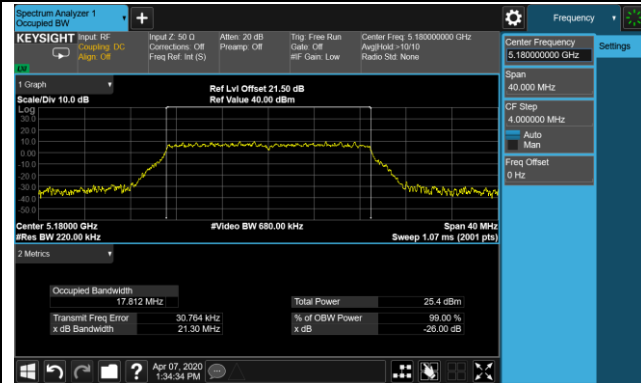 Spectrum Analyzer 1
Occupied BW
+
Frequency
KEYSIGHT
Input: RF
Coupling: DC
Align: Off
Input Z: 50 Ω
Corrections: Off
Freq Ref: Int (S)
Atten: 20 dB
Preamp: Off
Trig: Free Run
Gate: Off
#IF Gain: Low
Center Freq: 5.180000000 GHz
Avg|Hold >10/10
Radio Std: None
LXI
Center Frequency
5.180000000 GHz
Settings
Span
40.000 MHz
CF Step
4.000000 MHz
Auto
Man
Freq Offset
0 Hz
1 Graph
Scale/Div 10.0 dB
Ref Lvl Offset 21.50 dB
Ref Value 40.00 dBm
Log
30.0
20.0
10.0
0.00
-10.0
-20.0
-30.0
-40.0
-50.0
Center 5.18000 GHz
#Video BW 680.00 kHz
Span 40 MHz
#Res BW 220.00 kHz
Sweep 1.07 ms (2001 pts)
2 Metrics
Occupied Bandwidth
17.812 MHz
Total Power 25.4 dBm
Transmit Freq Error 30.764 kHz
% of OBW Power 99.00 %
x dB Bandwidth 21.30 MHz
x dB -26.00 dB
?
Apr 07, 2020
1:34:34 PM